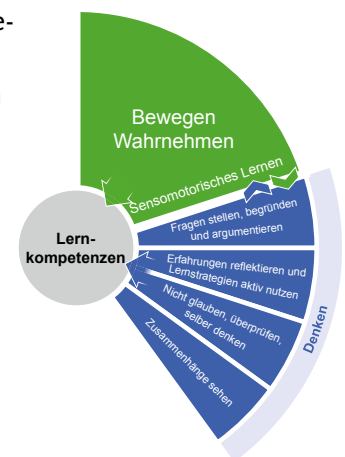 e-
Bewegen
Wahrnehmen
Sensomotorisches Lernen
Fragen stellen, begründen
und argumentieren
Lern-
kompetenzen
Erfahrungen reflektieren und
Lernstrategien aktiv nutzen
Nicht glauben, überprüfen,
selber denken
Zusammenhänge sehen
Denken